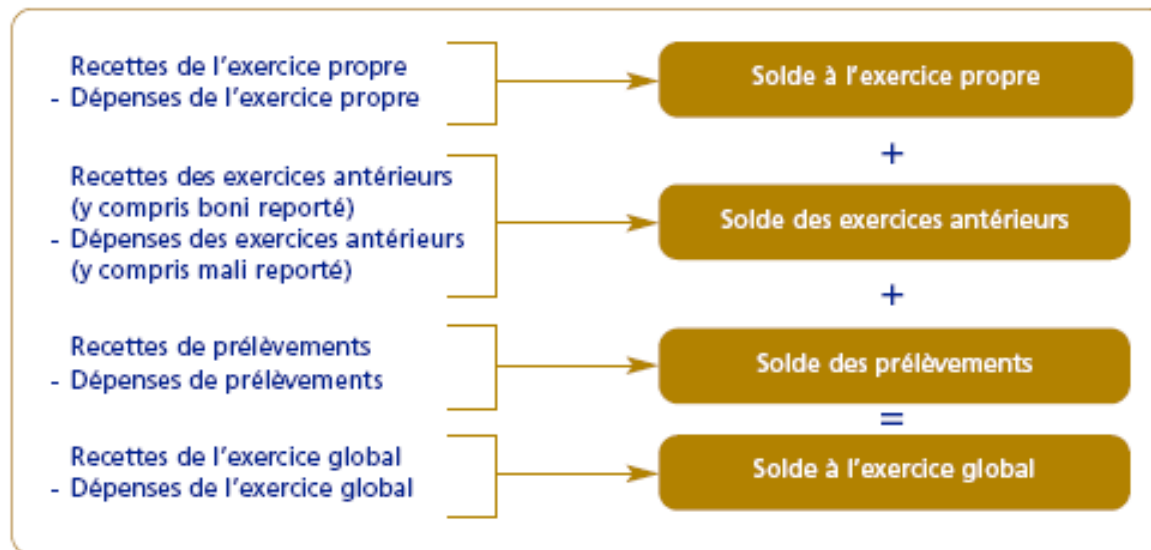 Recettes de l'exercice propre
- Dépenses de l'exercice propre
Solde à l'exercice propre
+
Recettes des exercices antérieurs
(y compris boni reporté)
- Dépenses des exercices antérieurs
(y compris mali reporté)
Solde des exercices antérieurs
+
Recettes de prélèvements
- Dépenses de prélèvements
Solde des prélèvements
=
Recettes de l'exercice global
- Dépenses de l'exercice global
Solde à l'exercice global